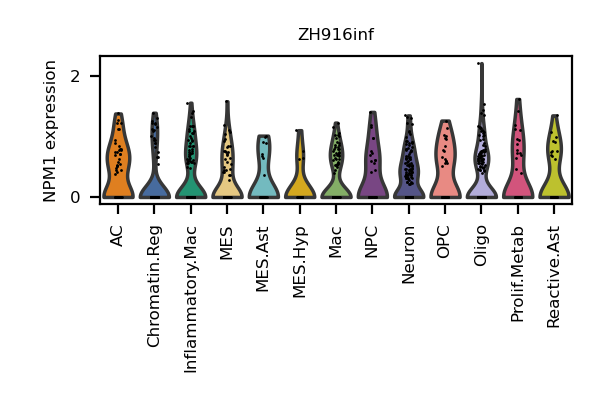 ZH916inf
NPM1 expression
2
0
AC
Chromatin.Reg
Inflammatory.Mac
MES
MES.Ast
MES.Hyp
Mac
NPC
Neuron
OPC
Oligo
Prolif.Metab
Reactive.Ast